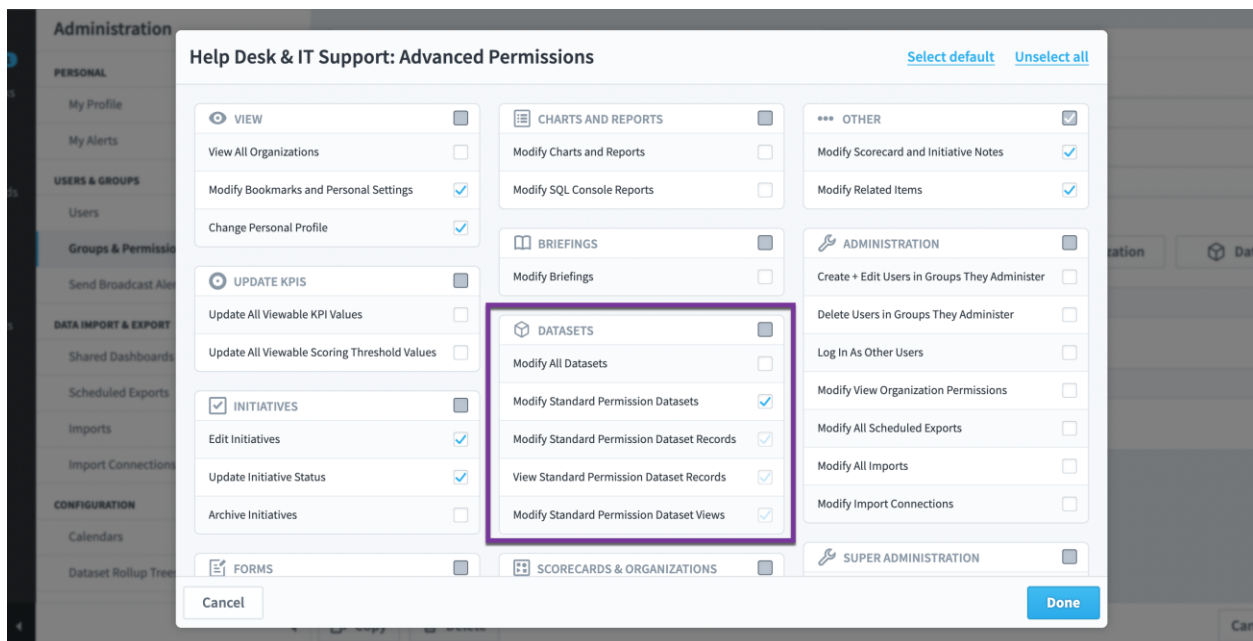 Administration
PERSONAL
My Profile
My Alerts
USERS & GROUPS
Users
Groups & Permissio
Send Broadcast Aler
DATA IMPORT & EXPORT
Shared Dashboards
Scheduled Exports
Imports
Import Connections
CONFIGURATION
Calendars
Dataset Rollup Trees
Help Desk & IT Support: Advanced Permissions
Select default
Unselect all
VIEW
View All Organizations
Modify Bookmarks and Personal Settings
Change Personal Profile
UPDATE KPIS
Update All Viewable KPI Values
Update All Viewable Scoring Threshold Values
INITIATIVES
Edit Initiatives
Update Initiative Status
Archive Initiatives
FORMS
CHARTS AND REPORTS
Modify Charts and Reports
Modify SQL Console Reports
BRIEFINGS
Modify Briefings
DATASETS
Modify All Datasets
Modify Standard Permission Datasets
Modify Standard Permission Dataset Records
View Standard Permission Dataset Records
Modify Standard Permission Dataset Views
SCORECARDS & ORGANIZATIONS
OTHER
Modify Scorecard and Initiative Notes
Modify Related Items
ADMINISTRATION
Create + Edit Users in Groups They Administer
Delete Users in Groups They Administer
Log In As Other Users
Modify View Organization Permissions
Modify All Scheduled Exports
Modify All Imports
Modify Import Connections
SUPER ADMINISTRATION
Cancel
Done
zation
Dat
Copy
Delete
Can